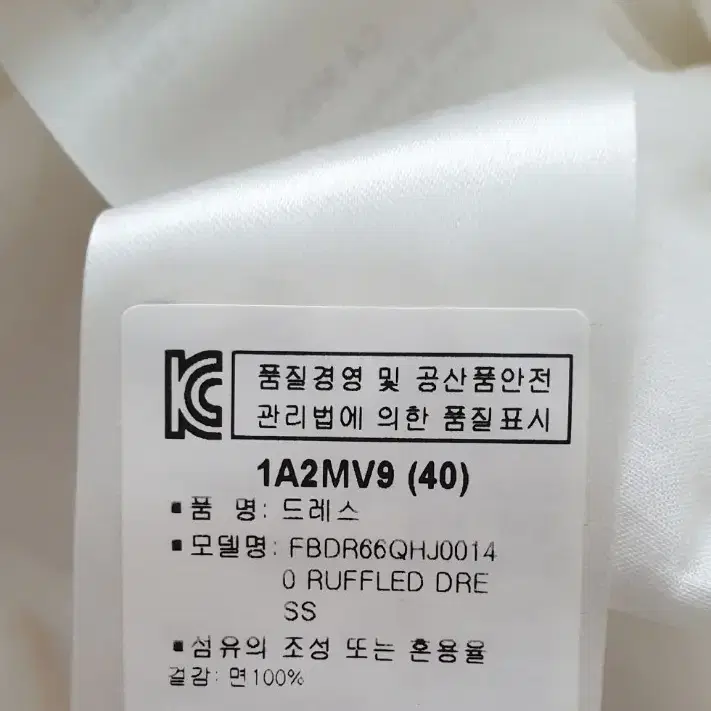 KC
품질경영 및 공산품안전
관리법에 의한 품질표시
1A2MV9 (40)
▪품 명: 드레스
▪모델명: FBDR66QHJ0014
0 RUFFLED DRE
SS
▪섬유의 조성 또는 혼용율
겉감: 면100%